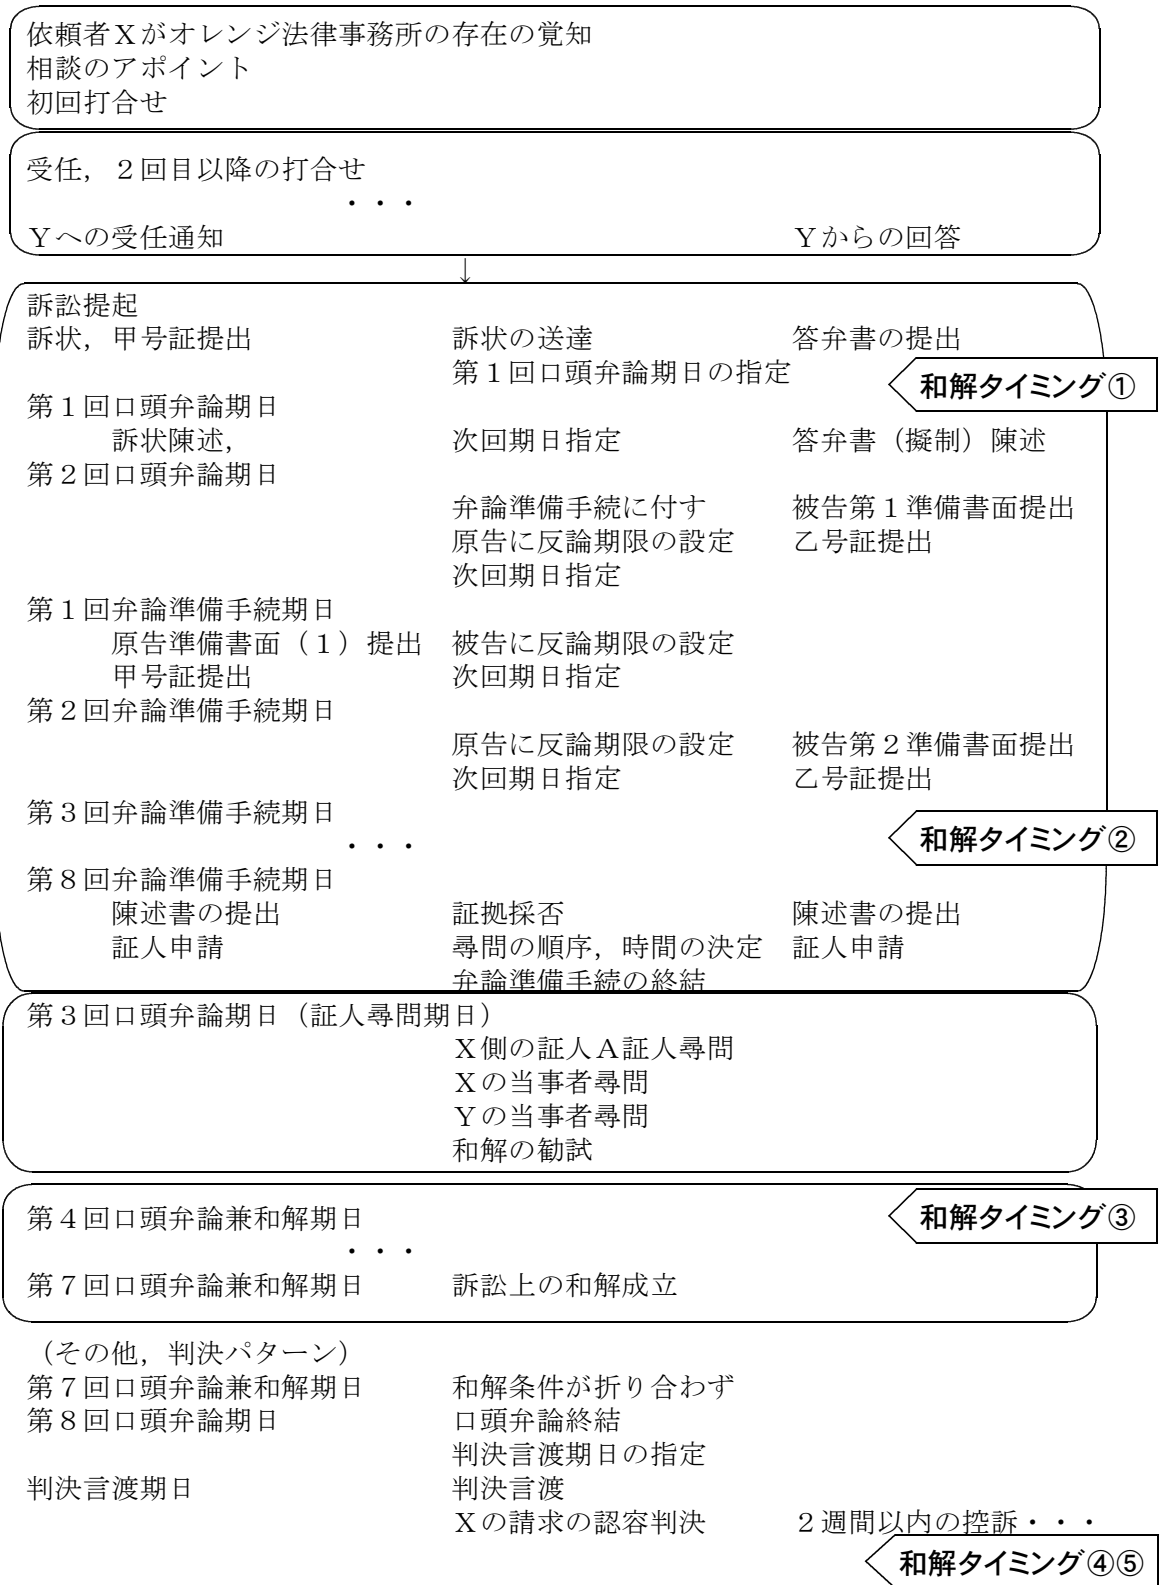 依頼者Ｘがオレンジ法律事務所の存在の覚知
相談のアポイント
初回打合せ
受任，２回目以降の打合せ
・・・
Ｙへの受任通知　Ｙからの回答
↓
訴訟提起
訴状，甲号証提出　訴状の送達　答弁書の提出
第１回口頭弁論期日の指定
和解タイミング①
第１回口頭弁論期日
訴状陳述，　次回期日指定　答弁書（擬制）陳述
第２回口頭弁論期日
弁論準備手続に付す　被告第１準備書面提出
原告に反論期限の設定　乙号証提出
次回期日指定
第１回弁論準備手続期日
原告準備書面（１）提出　被告に反論期限の設定
甲号証提出　次回期日指定
第２回弁論準備手続期日
原告に反論期限の設定　被告第２準備書面提出
次回期日指定　乙号証提出
第３回弁論準備手続期日
和解タイミング②
・・・
第８回弁論準備手続期日
陳述書の提出　証拠採否　陳述書の提出
証人申請　尋問の順序，時間の決定　証人申請
弁論準備手続の終結
第３回口頭弁論期日（証人尋問期日）
Ｘ側の証人Ａ証人尋問
Ｘの当事者尋問
Ｙの当事者尋問
和解の勧試
第４回口頭弁論兼和解期日
和解タイミング③
・・・
第７回口頭弁論兼和解期日　訴訟上の和解成立
（その他，判決パターン）
第７回口頭弁論兼和解期日　和解条件が折り合わず
第８回口頭弁論期日　口頭弁論終結
判決言渡期日の指定
判決言渡期日　判決言渡
Ｘの請求の認容判決　２週間以内の控訴・・・
和解タイミング④⑤